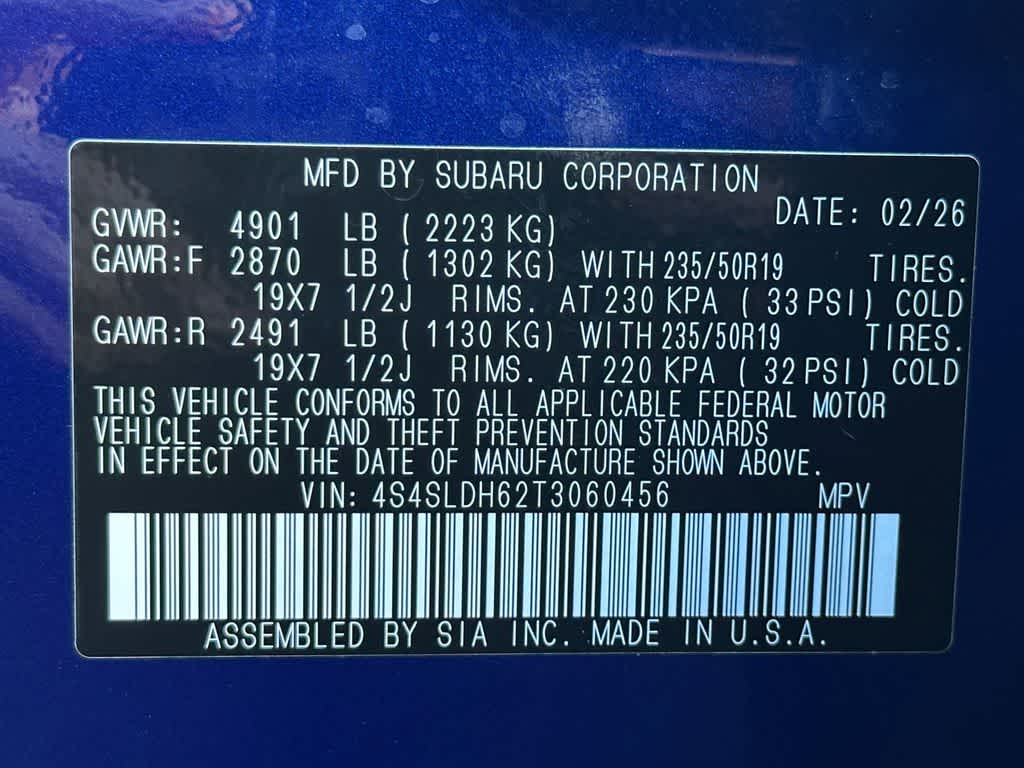 MFD BY SUBARU CORPORATION
DATE: 02/26
GVWR: 4901 LB ( 2223 KG)
GAWR:F 2870 LB ( 1302 KG) WITH 235/50R19 TIRES.
19X7 1/2J RIMS. AT 230 KPA ( 33 PSI) COLD
GAWR:R 2491 LB ( 1130 KG) WITH 235/50R19 TIRES.
19X7 1/2J RIMS. AT 220 KPA ( 32 PSI) COLD
THIS VEHICLE CONFORMS TO ALL APPLICABLE FEDERAL MOTOR
VEHICLE SAFETY AND THEFT PREVENTION STANDARDS
IN EFFECT ON THE DATE OF MANUFACTURE SHOWN ABOVE.
VIN: 4S4SLDH62T3060456 MPV
ASSEMBLED BY SIA INC. MADE IN U.S.A.